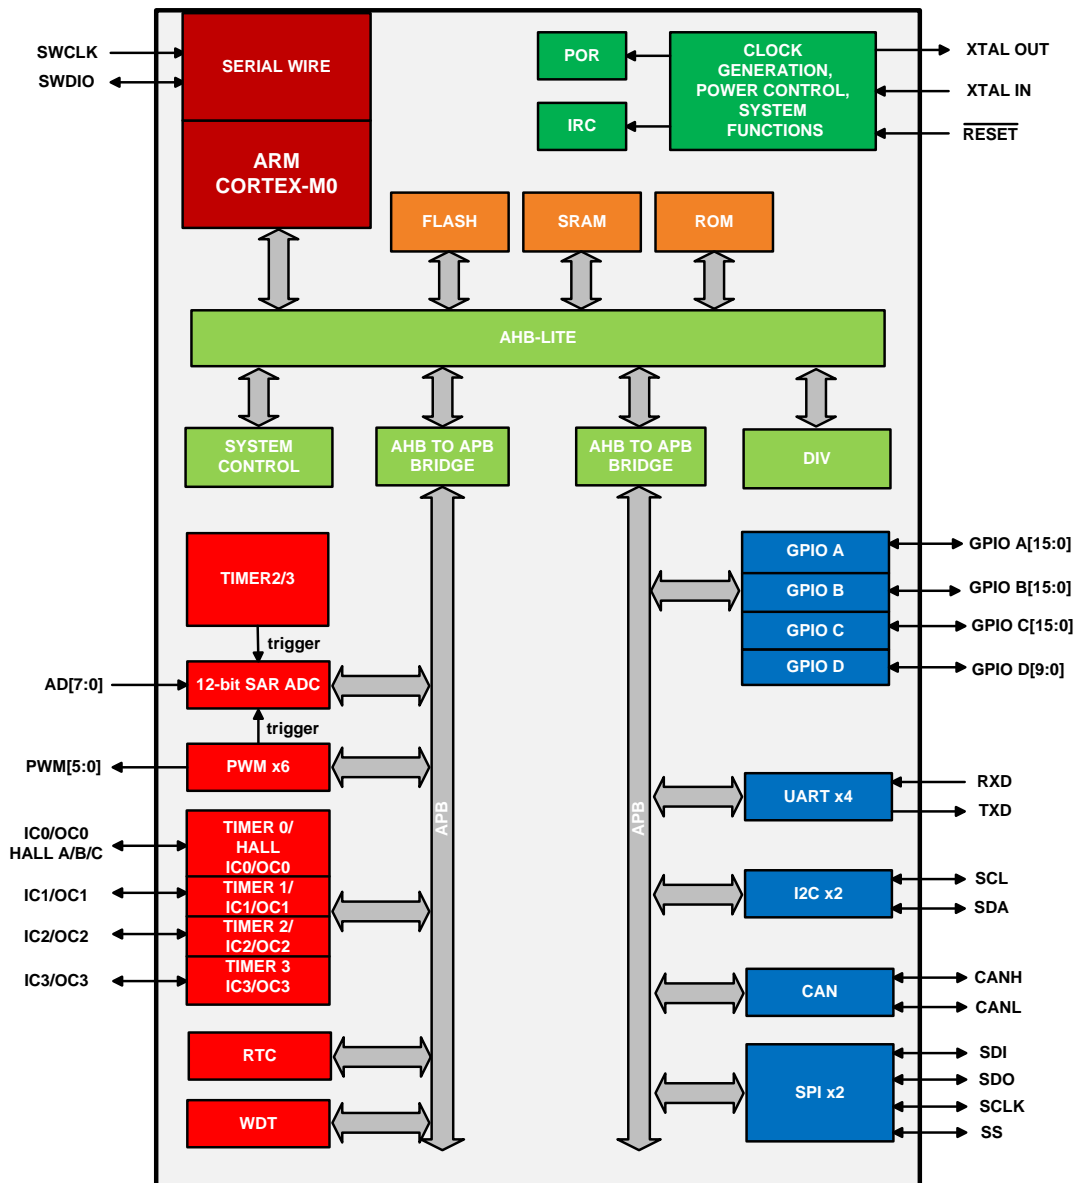 SWCLK
SWDIO
SERIAL WIRE
ARM
CORTEX-M0
POR
IRC
CLOCK
GENERATION,
POWER CONTROL,
SYSTEM
FUNCTIONS
XTAL OUT
XTAL IN
RESET
FLASH
SRAM
ROM
AHB-LITE
SYSTEM
CONTROL
AHB TO APB
BRIDGE
AHB TO APB
BRIDGE
DIV
TIMER2/3
trigger
AD[7:0]
12-bit SAR ADC
trigger
PWM[5:0]
PWM x6
IC0/OC0
HALL A/B/C
TIMER 0/
HALL
IC0/OC0
IC1/OC1
TIMER 1/
IC1/OC1
IC2/OC2
TIMER 2/
IC2/OC2
IC3/OC3
TIMER 3
IC3/OC3
RTC
WDT
APB
APB
GPIO A
GPIO A[15:0]
GPIO B
GPIO B[15:0]
GPIO C
GPIO C[15:0]
GPIO D
GPIO D[9:0]
UART x4
RXD
TXD
I2C x2
SCL
SDA
CAN
CANH
CANL
SPI x2
SDI
SDO
SCLK
SS